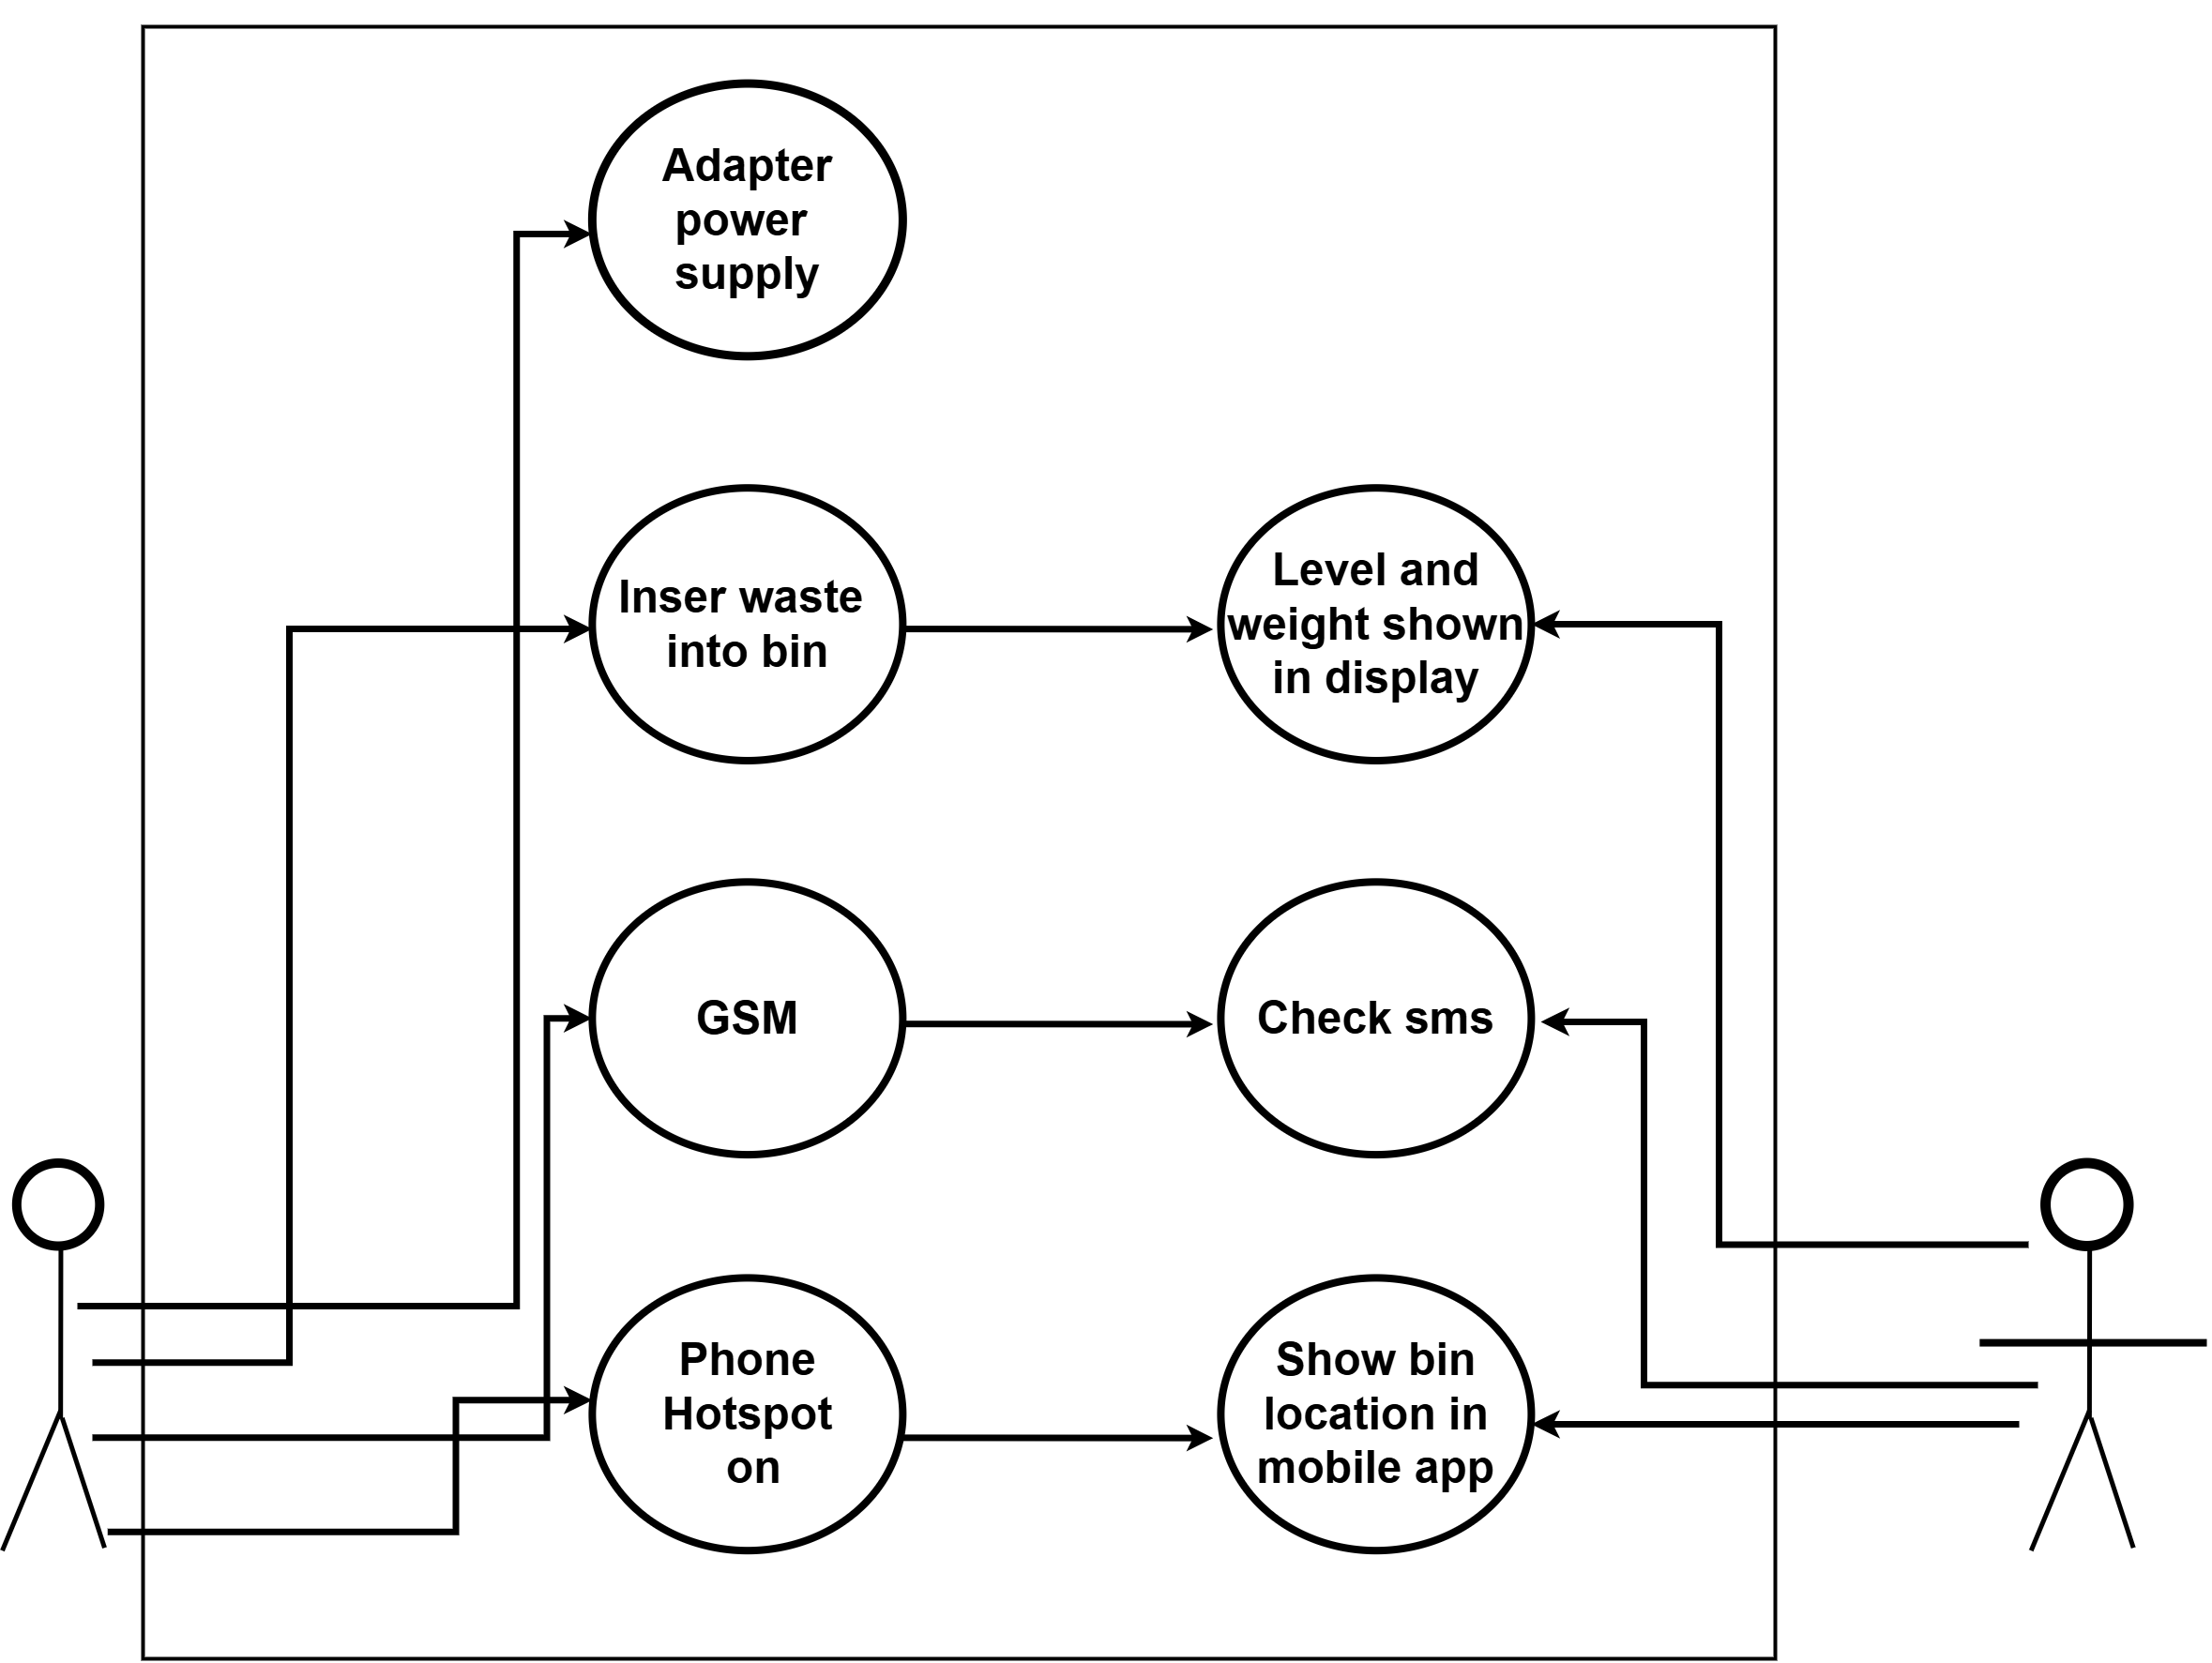 Adapter
power
supply
Inser waste
into bin
Level and
weight shown
in display
GSM
Check sms
Phone
Hotspot
on
Show bin
location in
mobile app